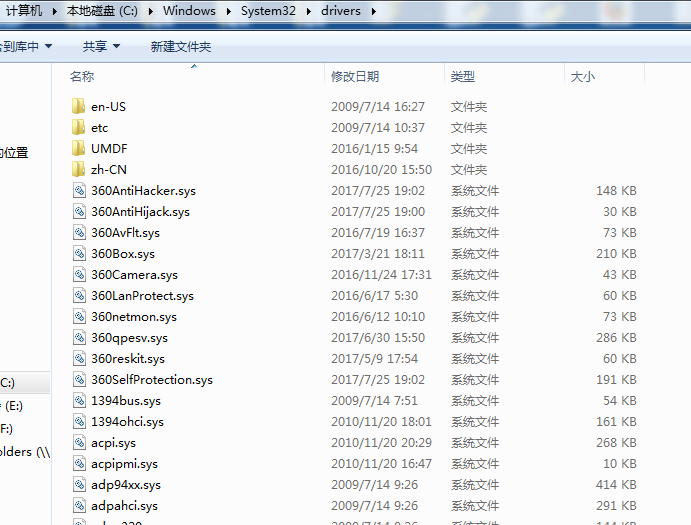 计算机 本地磁盘 (C:) Windows System32 drivers
到库中 共享 新建文件夹
名称 修改日期 类型 大小
en-US 2009/7/14 16:27 文件夹
etc 2009/7/14 10:37 文件夹
UMDF 2016/1/15 9:54 文件夹
的位置
zh-CN 2016/10/20 15:50 文件夹
360AntiHacker.sys 2017/7/25 19:02 系统文件 148 KB
360AntiHijack.sys 2017/7/25 19:00 系统文件 30 KB
360AvFlt.sys 2016/7/19 16:37 系统文件 73 KB
360Box.sys 2017/3/21 18:11 系统文件 210 KB
360Camera.sys 2016/11/24 17:31 系统文件 43 KB
360LanProtect.sys 2016/6/17 5:30 系统文件 60 KB
360netmon.sys 2016/6/12 10:10 系统文件 73 KB
360qpesv.sys 2017/6/30 15:50 系统文件 286 KB
360reskit.sys 2017/5/9 17:54 系统文件 60 KB
360SelfProtection.sys 2017/7/25 19:02 系统文件 191 KB
C:)
1394bus.sys 2009/7/14 7:51 系统文件 54 KB
(E:)
1394ohci.sys 2010/11/20 18:01 系统文件 161 KB
F:)
acpi.sys 2010/11/20 20:29 系统文件 268 KB
olders (\\
acpipmi.sys 2010/11/20 16:47 系统文件 10 KB
adp94xx.sys 2009/7/14 9:26 系统文件 414 KB
adpahci.sys 2009/7/14 9:26 系统文件 291 KB